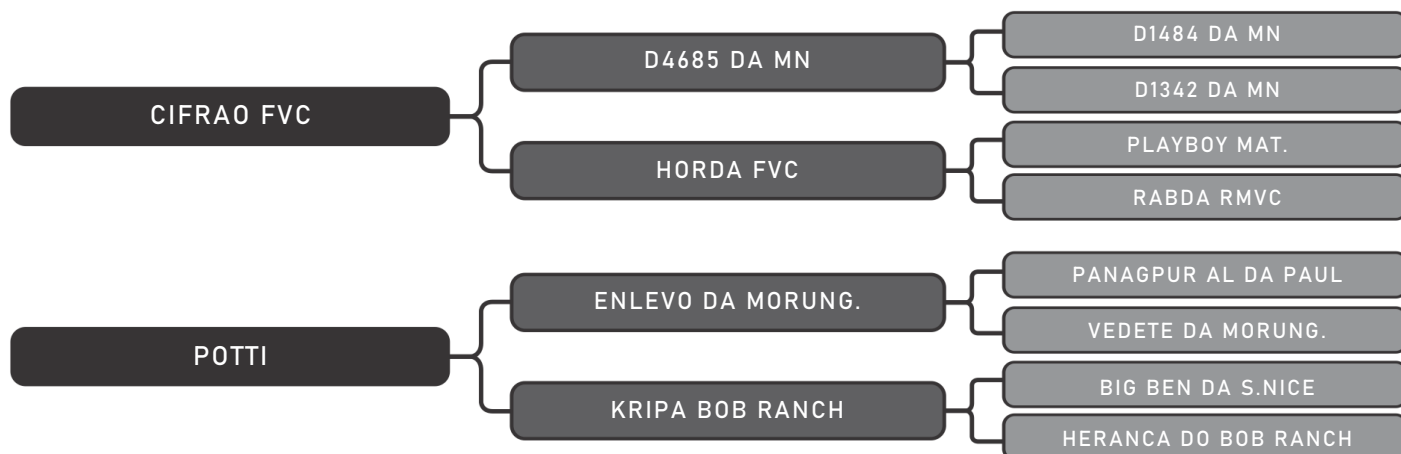 CIFRAO FVC
D4685 DA MN
D1484 DA MN
D1342 DA MN
HORDA FVC
PLAYBOY MAT.
RABDA RMVC
POTTI
ENLEVO DA MORUNG.
PANAGPUR AL DA PAUL
VEDETE DA MORUNG.
KRIPA BOB RANCH
BIG BEN DA S.NICE
HERANCA DO BOB RANCH